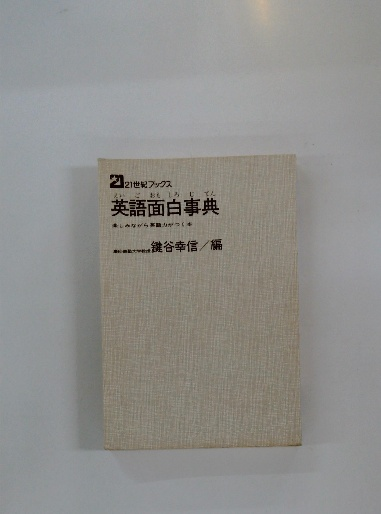 21世紀ブックス
えい ご おも しろ じ てん
英語面白事典
楽しみながら英語力がつく本
鍵谷幸信／編